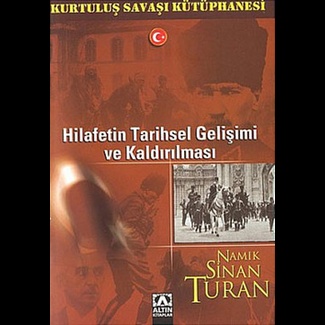 KURTULUŞ SAVAŞI KÜTÜPHANESİ
Hilafetin Tarihsel Gelişimi
ve Kaldırılması
NAMIK
SİNAN
TURAN
ALTIN
KİTAPLAR